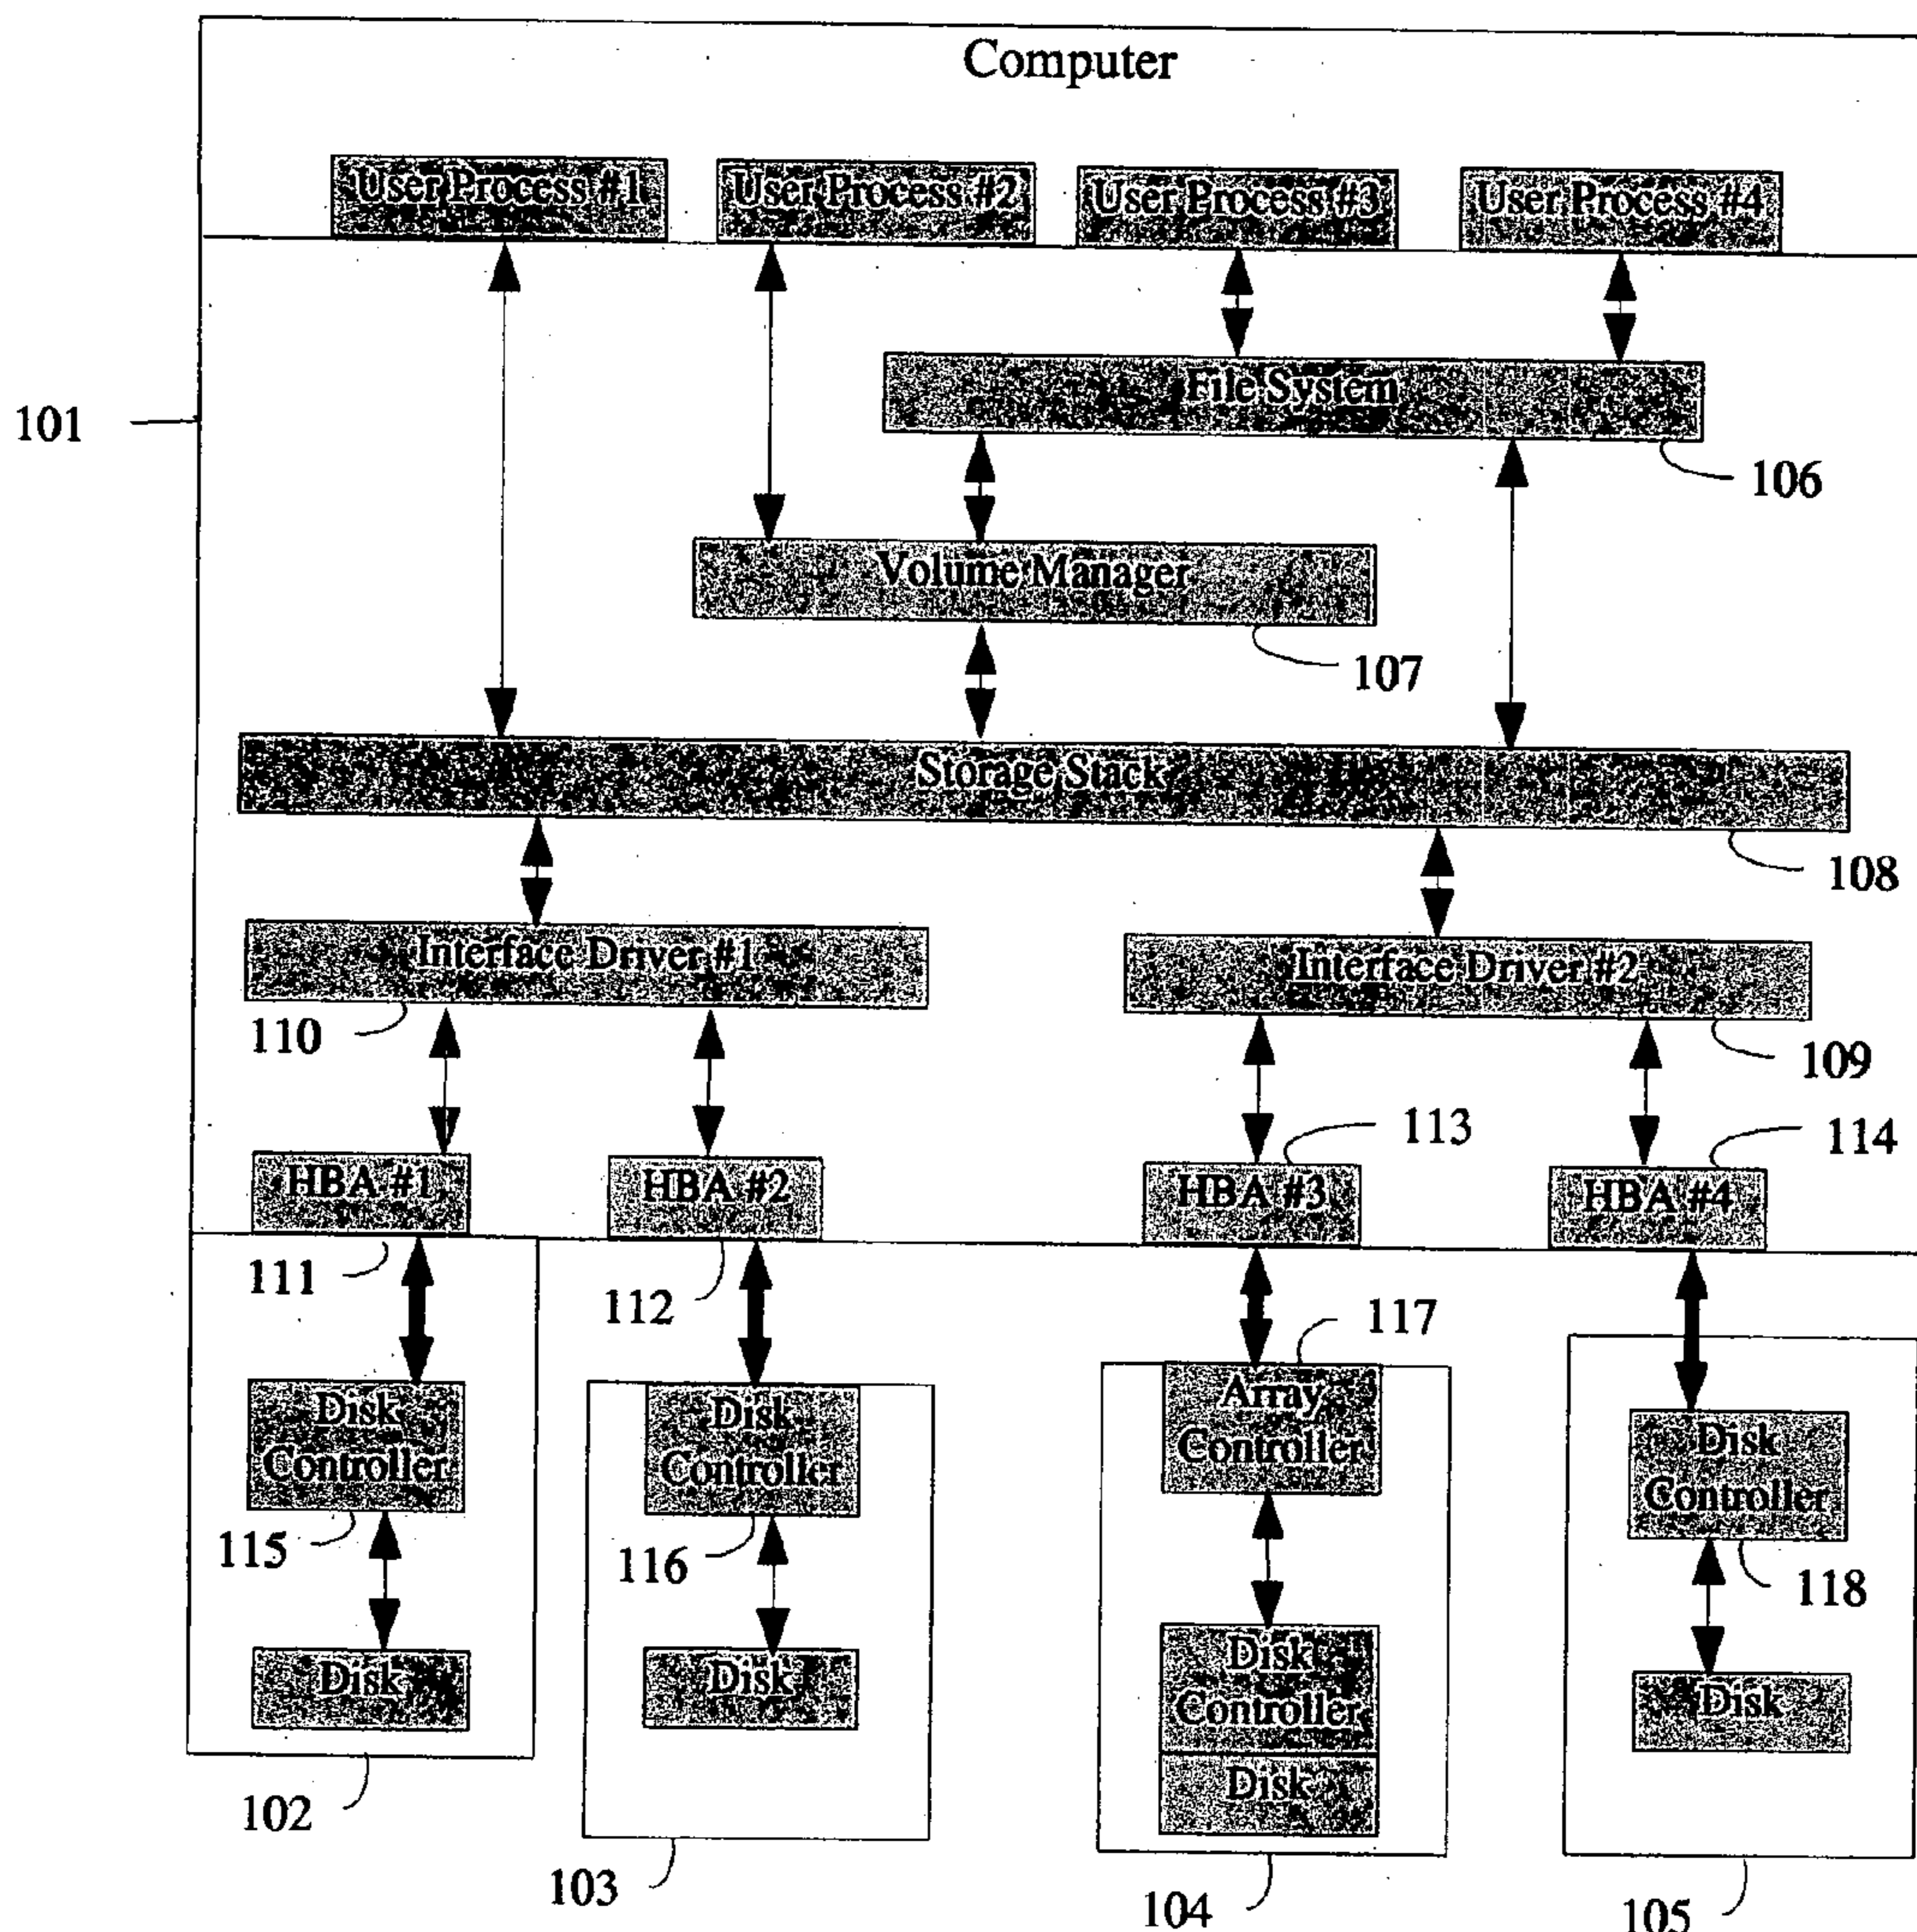 Computer
User Process #1
User Process #2
User Process #3
User Process #4
File System
101
106
Volume Manager
107
Storage Stack
108
Interface Driver #1
Interface Driver #2
110
109
113
114
HBA #1
HBA #2
HBA #3
HBA #4
111
112
117
Disk
Controller
Disk
Controller
Array
Controller
Disk
Controller
115
116
118
Disk
Disk
Disk
Controller
Disk
Disk
102
103
104
105